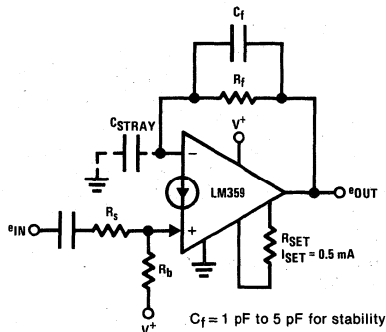 Cf
Rf
CSTRAY
V+
−
LM359
eOUT
eIN
Rs
+
RSET
ISET = 0.5 mA
Rb
V+
Cf = 1 pF to 5 pF for stability